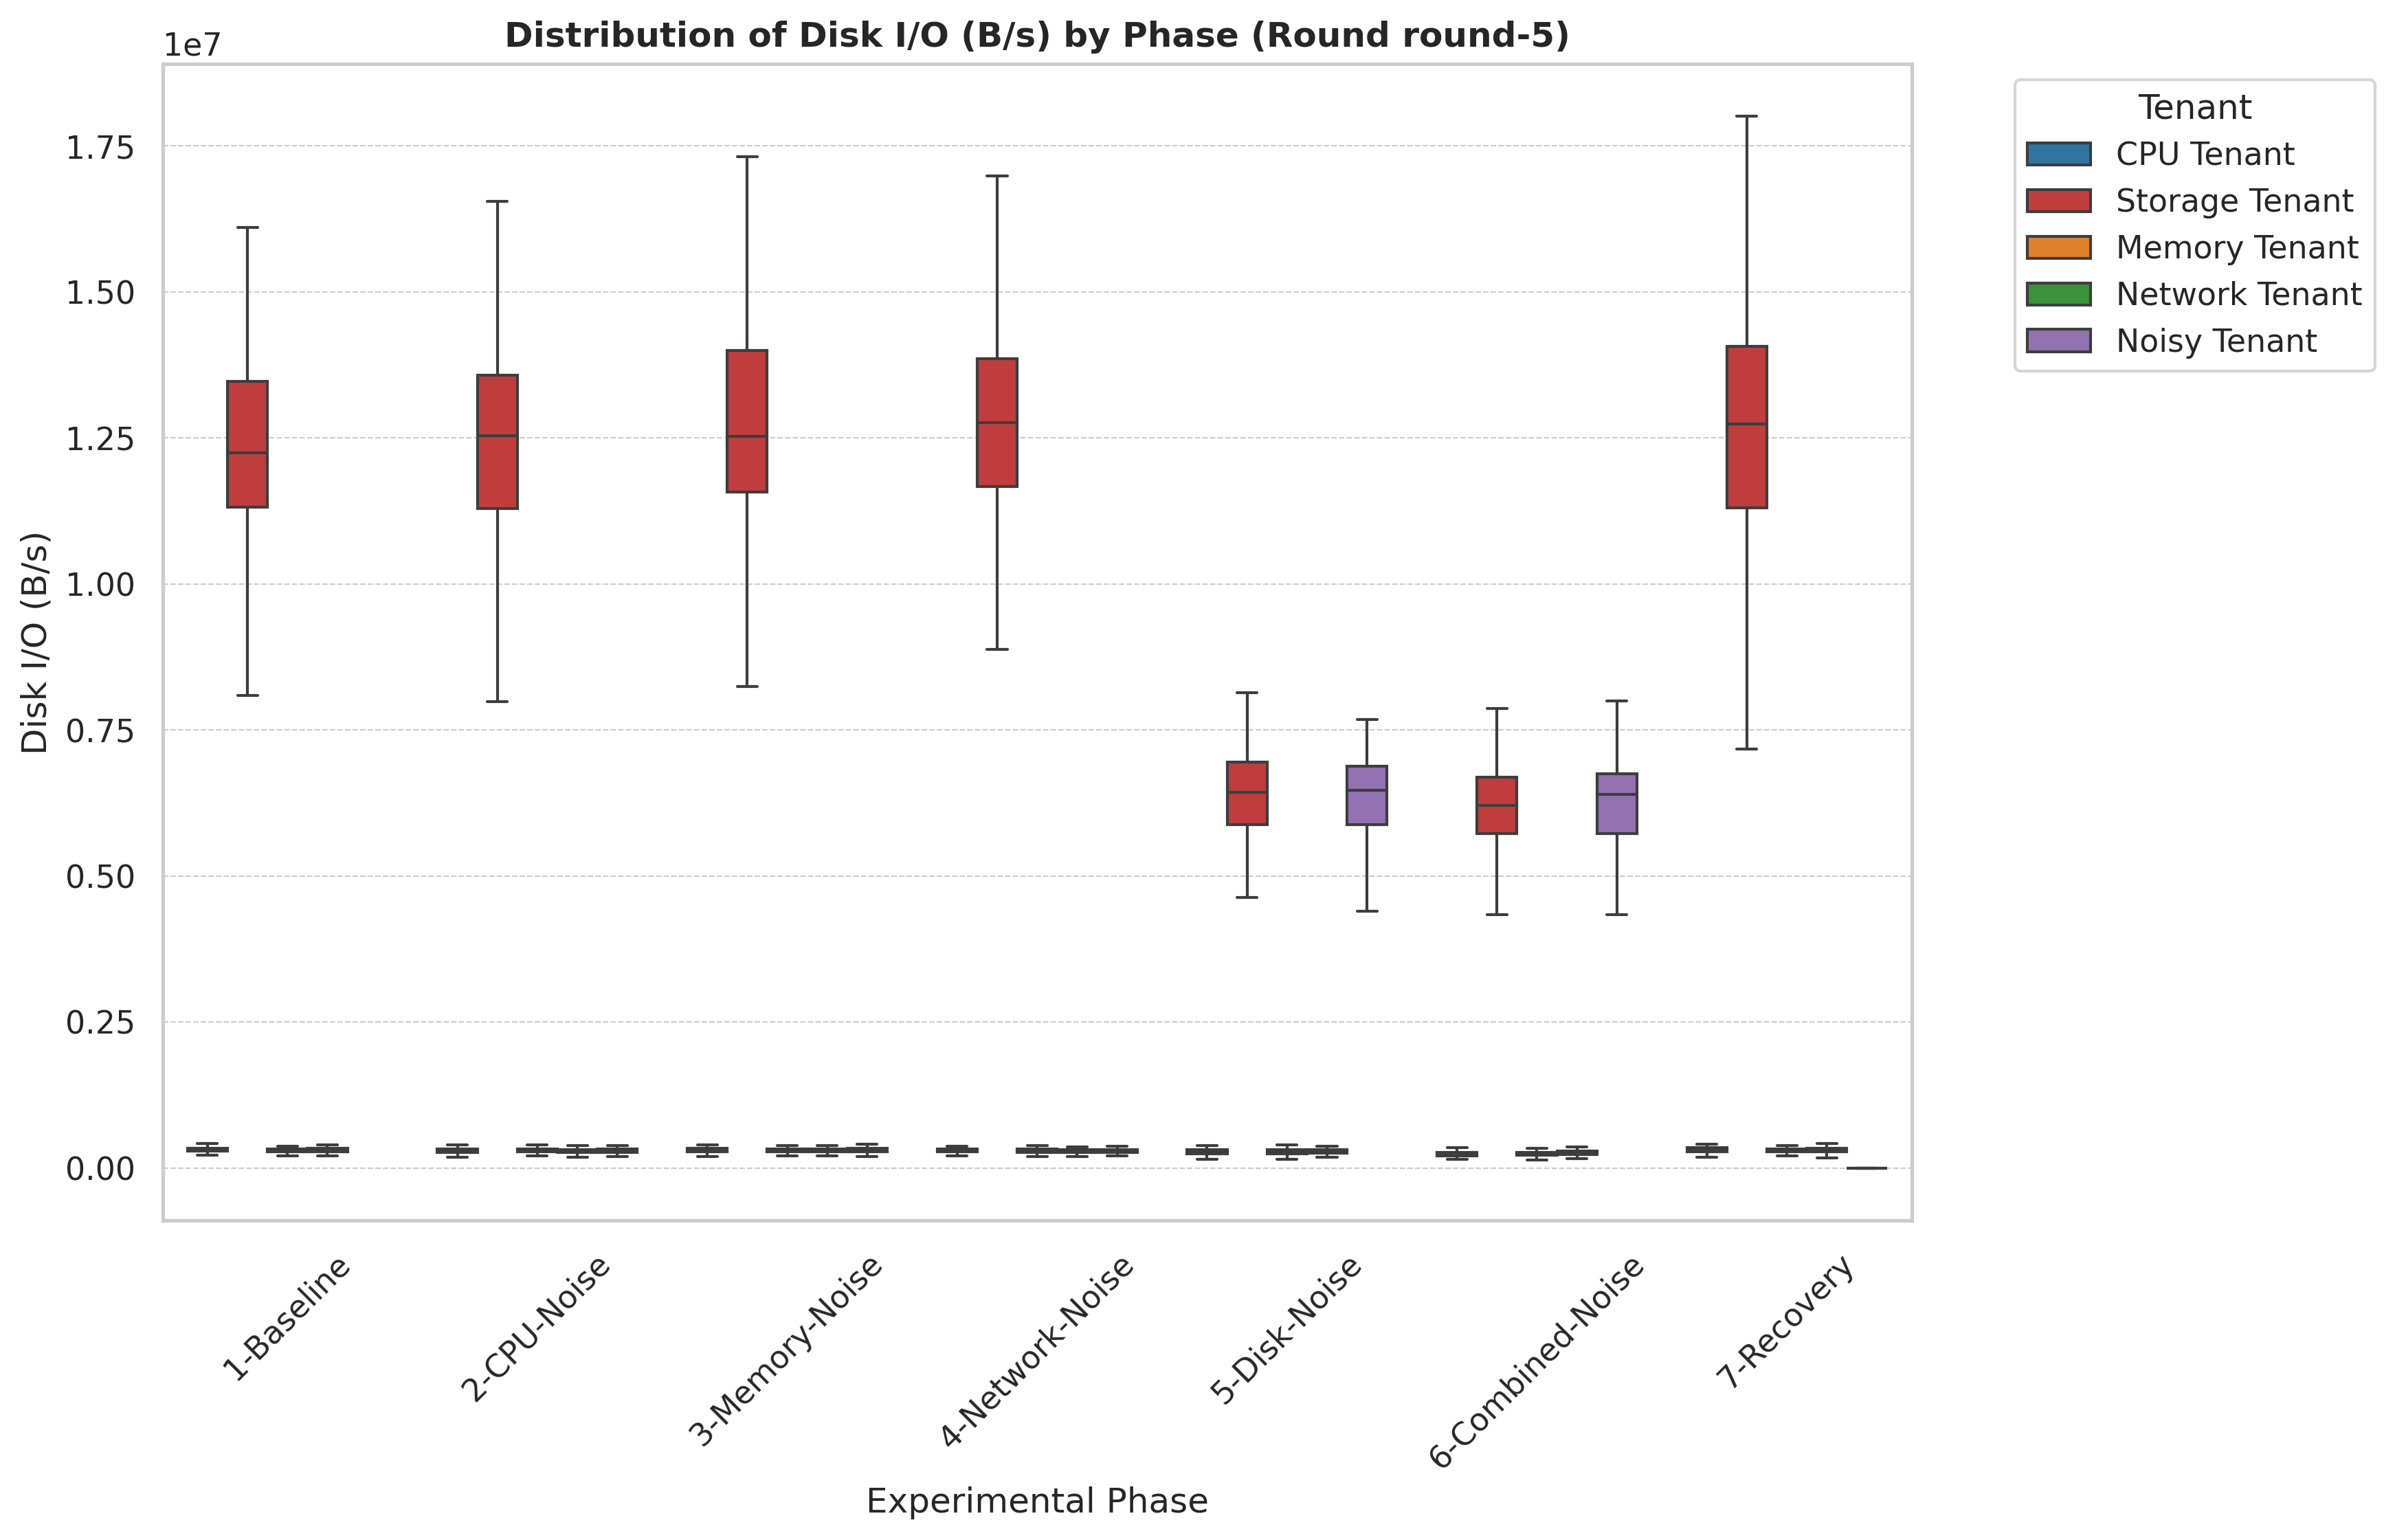 Distribution of Disk I/O (B/s) by Phase (Round round-5)
1e7
1.75
1.50
1.25
1.00
0.75
0.50
0.25
0.00
Disk I/O (B/s)
1-Baseline
2-CPU-Noise
3-Memory-Noise
4-Network-Noise
5-Disk-Noise
6-Combined-Noise
7-Recovery
Experimental Phase
Tenant
CPU Tenant
Storage Tenant
Memory Tenant
Network Tenant
Noisy Tenant